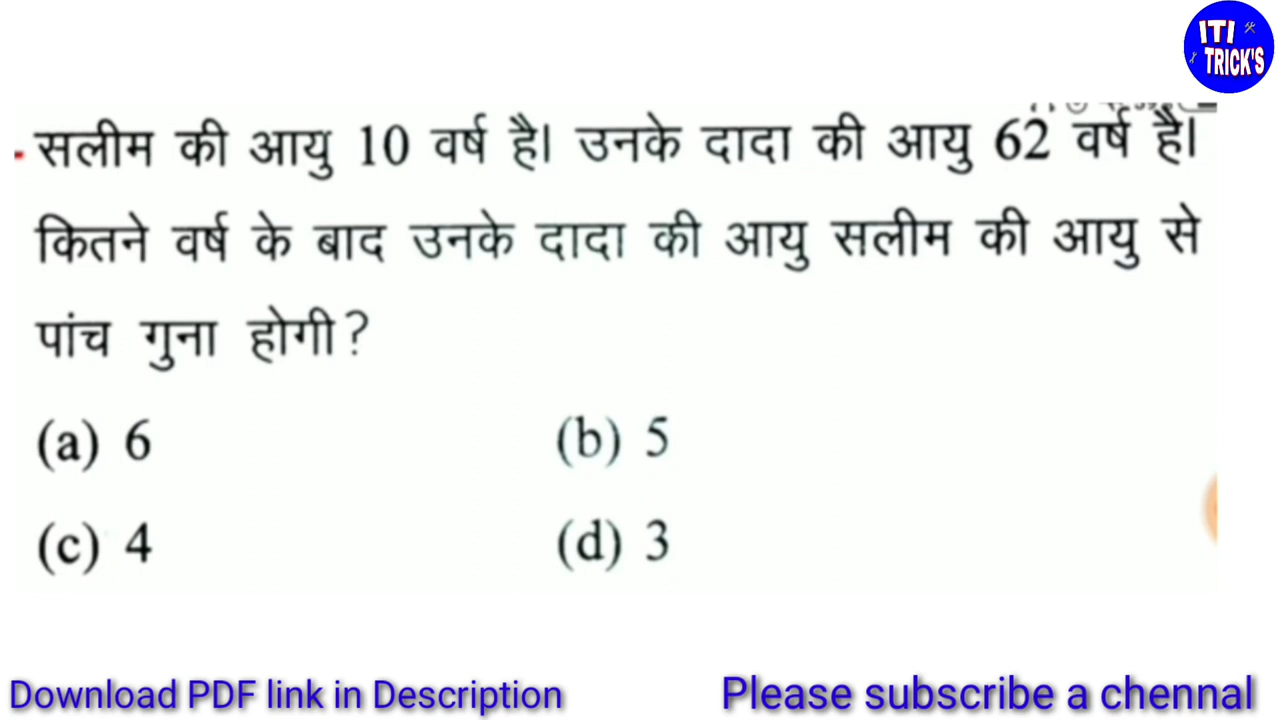 ITI
TRICK'S
सलीम की आयु 10 वर्ष है। उनके दादा की आयु 62 वर्ष है।
कितने वर्ष के बाद उनके दादा की आयु सलीम की आयु से
पांच गुना होगी?
(a) 6 (b) 5
(c) 4 (d) 3
Download PDF link in Description Please subscribe a chennal